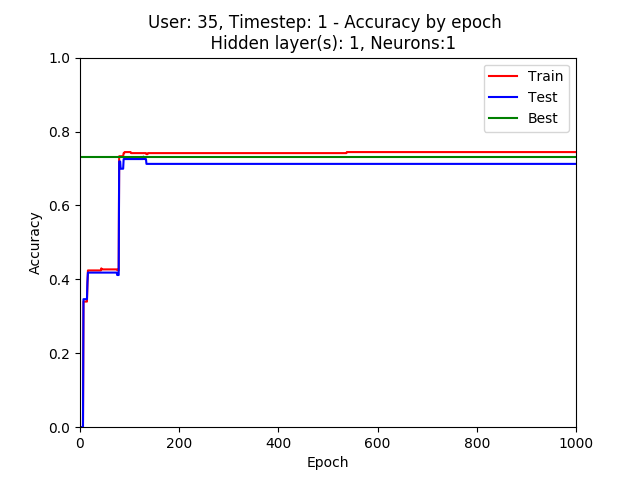 User: 35, Timestep: 1 - Accuracy by epoch
Hidden layer(s): 1, Neurons:1
1.0
0.8
0.6
0.4
0.2
0.0
Accuracy
Train
Test
Best
0 200 400 600 800 1000
Epoch